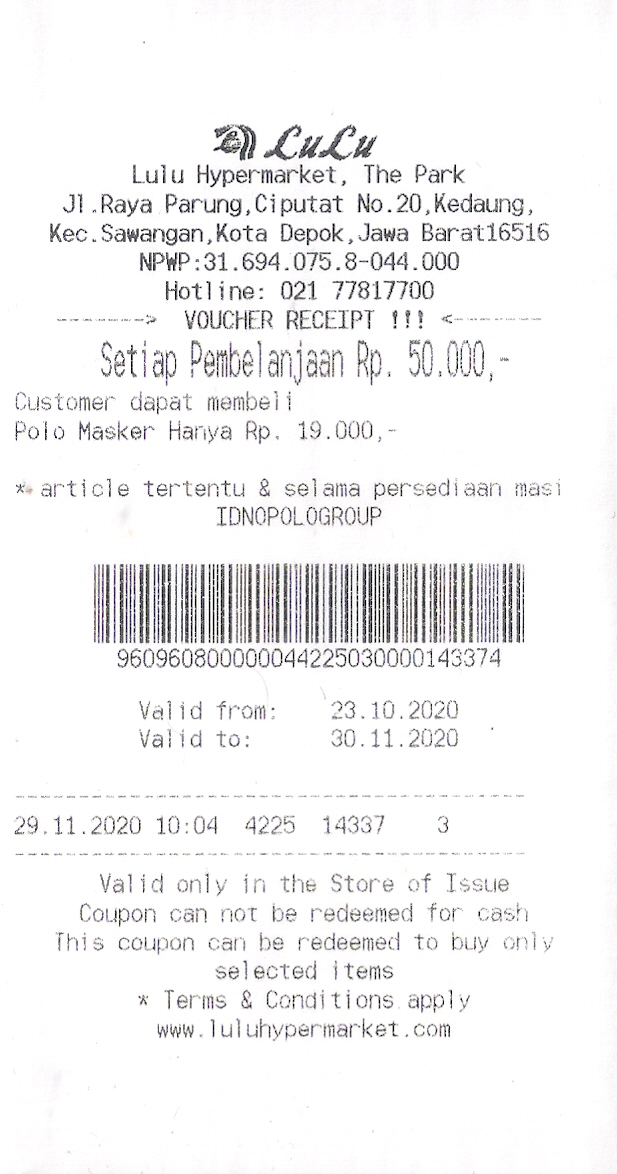 LuLu
Lulu Hypermarket, The Park
Jl.Raya Parung,Ciputat No.20,Kedaung,
Kec.Sawangan,Kota Depok,Jawa Barat16516
NPWP:31.694.075.8-044.000
Hotline: 021 77817700
-------> VOUCHER RECEIPT !!! <-------
Setiap Pembelanjaan Rp. 50.000,-
Customer dapat membeli
Polo Masker Hanya Rp. 19.000,-
* article tertentu & selama persediaan masi
IDNOPOLOGROUP
960960800000044225030000143374
Valid from: 23.10.2020
Valid to: 30.11.2020
----------------------------------------
29.11.2020 10:04 4225 14337 3
----------------------------------------
Valid only in the Store of Issue
Coupon can not be redeemed for cash
This coupon can be redeemed to buy only
selected items
* Terms & Conditions apply
www.luluhypermarket.com